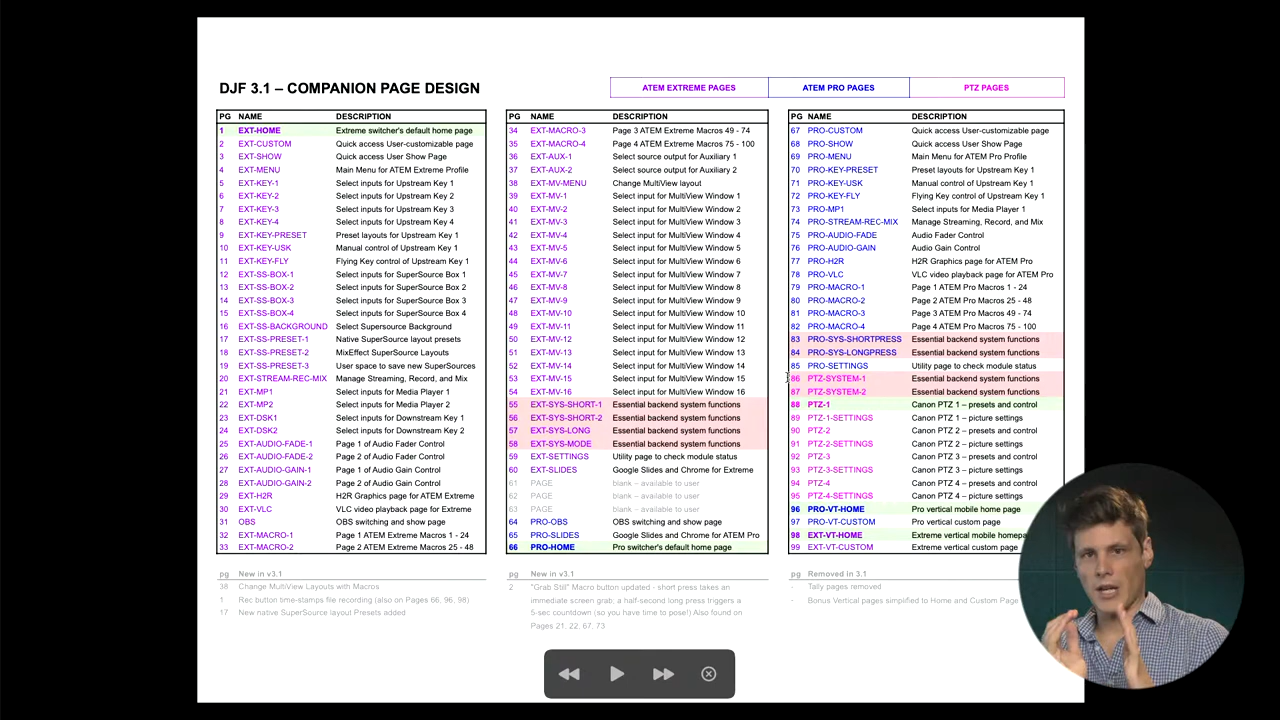 DJF 3.1 – COMPANION PAGE DESIGN
ATEM EXTREME PAGES ATEM PRO PAGES PTZ PAGES
PG NAME DESCRIPTION
1 EXT-HOME Extreme switcher's default home page
2 EXT-CUSTOM Quick access User-customizable page
3 EXT-SHOW Quick access User Show Page
4 EXT-MENU Main Menu for ATEM Extreme Profile
5 EXT-KEY-1 Select inputs for Upstream Key 1
6 EXT-KEY-2 Select inputs for Upstream Key 2
7 EXT-KEY-3 Select inputs for Upstream Key 3
8 EXT-KEY-4 Select inputs for Upstream Key 4
9 EXT-KEY-PRESET Preset layouts for Upstream Key 1
10 EXT-KEY-USK Manual control of Upstream Key 1
11 EXT-KEY-FLY Flying Key control of Upstream Key 1
12 EXT-SS-BOX-1 Select inputs for SuperSource Box 1
13 EXT-SS-BOX-2 Select inputs for SuperSource Box 2
14 EXT-SS-BOX-3 Select inputs for SuperSource Box 3
15 EXT-SS-BOX-4 Select inputs for SuperSource Box 4
16 EXT-SS-BACKGROUND Select Supersource Background
17 EXT-SS-PRESET-1 Native SuperSource layout presets
18 EXT-SS-PRESET-2 MixEffect SuperSource Layouts
19 EXT-SS-PRESET-3 User space to save new SuperSources
20 EXT-STREAM-REC-MIX Manage Streaming, Record, and Mix
21 EXT-MP1 Select inputs for Media Player 1
22 EXT-MP2 Select inputs for Media Player 2
23 EXT-DSK1 Select inputs for Downstream Key 1
24 EXT-DSK2 Select inputs for Downstream Key 2
25 EXT-AUDIO-FADE-1 Page 1 of Audio Fader Control
26 EXT-AUDIO-FADE-2 Page 2 of Audio Fader Control
27 EXT-AUDIO-GAIN-1 Page 1 of Audio Gain Control
28 EXT-AUDIO-GAIN-2 Page 2 of Audio Gain Control
29 EXT-H2R H2R Graphics page for ATEM Extreme
30 EXT-VLC VLC video playback page for Extreme
31 OBS OBS switching and show page
32 EXT-MACRO-1 Page 1 ATEM Extreme Macros 1 - 24
33 EXT-MACRO-2 Page 2 ATEM Extreme Macros 25 - 48
pg New in v3.1
38 Change MultiView Layouts with Macros
1 Rec button time-stamps file recording (also on Pages 66, 96, 98)
17 New native SuperSource layout Presets added
PG NAME DESCRIPTION
34 EXT-MACRO-3 Page 3 ATEM Extreme Macros 49 - 74
35 EXT-MACRO-4 Page 4 ATEM Extreme Macros 75 - 100
36 EXT-AUX-1 Select source output for Auxiliary 1
37 EXT-AUX-2 Select source output for Auxiliary 2
38 EXT-MV-MENU Change MultiView layout
39 EXT-MV-1 Select input for MultiView Window 1
40 EXT-MV-2 Select input for MultiView Window 2
41 EXT-MV-3 Select input for MultiView Window 3
42 EXT-MV-4 Select input for MultiView Window 4
43 EXT-MV-5 Select input for MultiView Window 5
44 EXT-MV-6 Select input for MultiView Window 6
45 EXT-MV-7 Select input for MultiView Window 7
46 EXT-MV-8 Select input for MultiView Window 8
47 EXT-MV-9 Select input for MultiView Window 9
48 EXT-MV-10 Select input for MultiView Window 10
49 EXT-MV-11 Select input for MultiView Window 11
50 EXT-MV-12 Select input for MultiView Window 12
51 EXT-MV-13 Select input for MultiView Window 13
52 EXT-MV-14 Select input for MultiView Window 14
53 EXT-MV-15 Select input for MultiView Window 15
54 EXT-MV-16 Select input for MultiView Window 16
55 EXT-SYS-SHORT-1 Essential backend system functions
56 EXT-SYS-SHORT-2 Essential backend system functions
57 EXT-SYS-LONG Essential backend system functions
58 EXT-SYS-MODE Essential backend system functions
59 EXT-SETTINGS Utility page to check module status
60 EXT-SLIDES Google Slides and Chrome for Extreme
61 PAGE blank – available to user
62 PAGE blank – available to user
63 PAGE blank – available to user
64 PRO-OBS OBS switching and show page
65 PRO-SLIDES Google Slides and Chrome for ATEM Pro
66 PRO-HOME Pro switcher's default home page
pg New in v3.1
2 "Grab Still" Macro button updated - short press takes an
immediate screen grab; a half-second long press triggers a
5-sec countdown (so you have time to pose!) Also found on
Pages 21, 22, 67, 73
PG NAME DESCRIPTION
67 PRO-CUSTOM Quick access User-customizable page
68 PRO-SHOW Quick access User Show Page
69 PRO-MENU Main Menu for ATEM Pro Profile
70 PRO-KEY-PRESET Preset layouts for Upstream Key 1
71 PRO-KEY-USK Manual control of Upstream Key 1
72 PRO-KEY-FLY Flying Key control of Upstream Key 1
73 PRO-MP1 Select inputs for Media Player 1
74 PRO-STREAM-REC-MIX Manage Streaming, Record, and Mix
75 PRO-AUDIO-FADE Audio Fader Control
76 PRO-AUDIO-GAIN Audio Gain Control
77 PRO-H2R H2R Graphics page for ATEM Pro
78 PRO-VLC VLC video playback page for ATEM Pro
79 PRO-MACRO-1 Page 1 ATEM Pro Macros 1 - 24
80 PRO-MACRO-2 Page 2 ATEM Pro Macros 25 - 48
81 PRO-MACRO-3 Page 3 ATEM Pro Macros 49 - 74
82 PRO-MACRO-4 Page 4 ATEM Pro Macros 75 - 100
83 PRO-SYS-SHORTPRESS Essential backend system functions
84 PRO-SYS-LONGPRESS Essential backend system functions
85 PRO-SETTINGS Utility page to check module status
86 PTZ-SYSTEM-1 Essential backend system functions
87 PTZ-SYSTEM-2 Essential backend system functions
88 PTZ-1 Canon PTZ 1 – presets and control
89 PTZ-1-SETTINGS Canon PTZ 1 – picture settings
90 PTZ-2 Canon PTZ 2 – presets and control
91 PTZ-2-SETTINGS Canon PTZ 2 – picture settings
92 PTZ-3 Canon PTZ 3 – presets and control
93 PTZ-3-SETTINGS Canon PTZ 3 – picture settings
94 PTZ-4 Canon PTZ 4 – presets and control
95 PTZ-4-SETTINGS Canon PTZ 4 – picture settings
96 PRO-VT-HOME Pro vertical mobile home page
97 PRO-VT-CUSTOM Pro vertical custom page
98 EXT-VT-HOME Extreme vertical mobile homepa
99 EXT-VT-CUSTOM Extreme vertical custom page
pg Removed in 3.1
- Tally pages removed
- Bonus Vertical pages simplified to Home and Custom Page